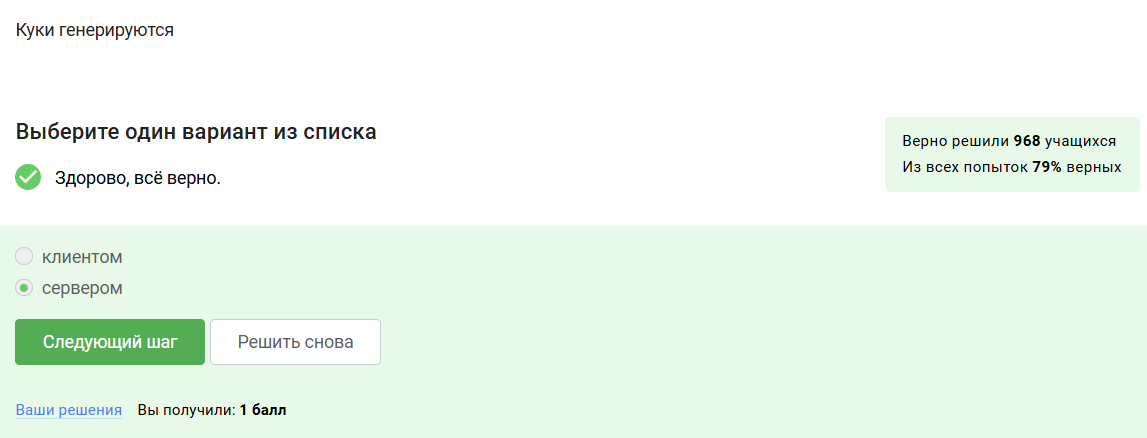 Куки генерируются
Выберите один вариант из списка
Здорово, всё верно.
Верно решили 968 учащихся
Из всех попыток 79% верных
клиентом
сервером
Следующий шаг
Решить снова
Ваши решения
Вы получили: 1 балл